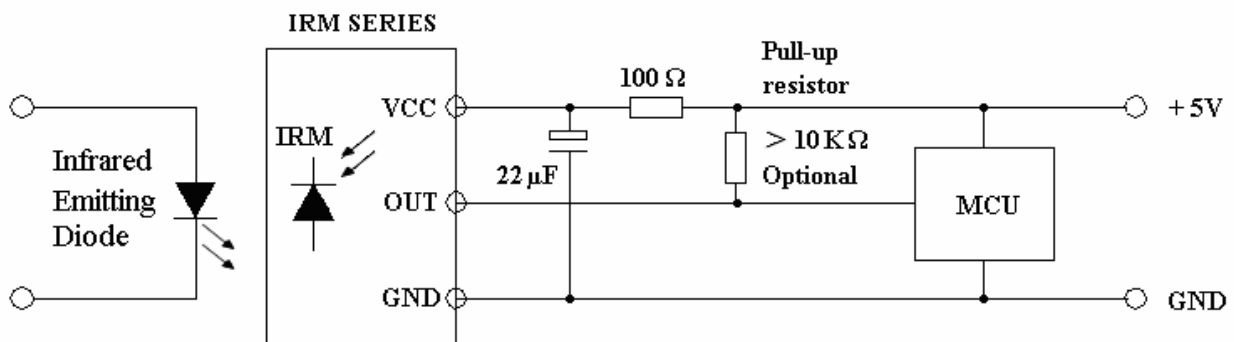 IRM SERIES
Pull-up
resistor
100 Ω
VCC
+ 5V
IRM
> 10 K Ω
Optional
Infrared
Emitting
Diode
22 μF
OUT
MCU
GND
GND